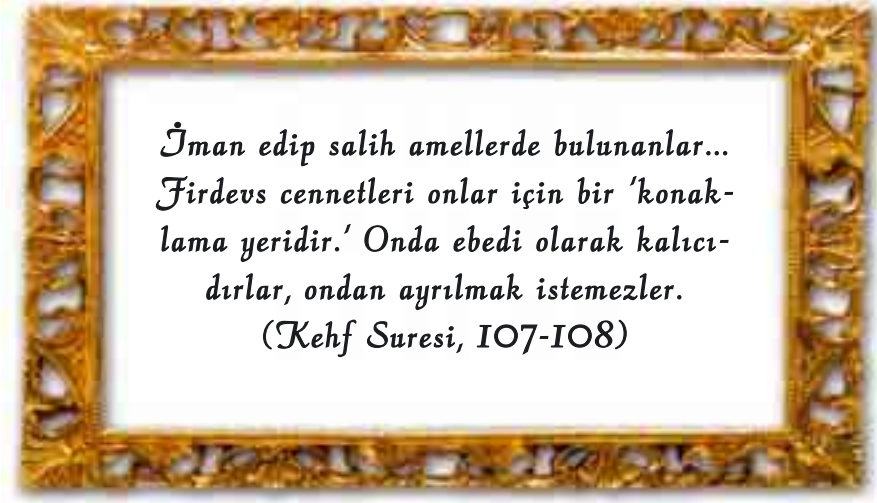 İman edip salih amellerde bulunanlar...
Firdevs cennetleri onlar için bir 'konak-
lama yeridir.' Onda ebedi olarak kalıcı-
dırlar, ondan ayrılmak istemezler.
(Kehf Suresi, 107-108)